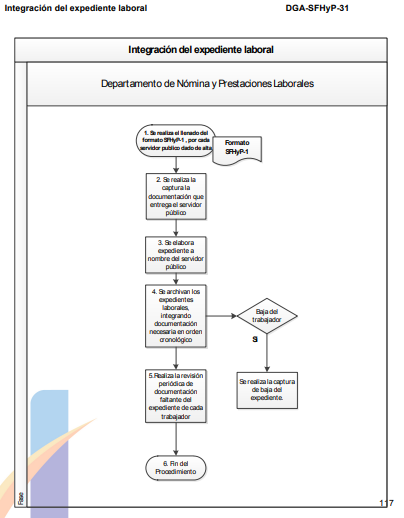 Integración del expediente laboral DGA-SFHyP-31
Integración del expediente laboral
Departamento de Nómina y Prestaciones Laborales
1. Se realiza el llenado del
formato SFHyP-1 , por cada
servidor publico dado de alta
Formato
SFHyP-1
2. Se realiza la
captura la
documentación que
entrega el servidor
público
3. Se elabora
expediente a
nombre del servidor
público
4. Se archivan los
expedientes
laborales,
integrando
documentación
necesaria en orden
cronológico
Baja del
trabajador
SI
5.Realiza la revisión
periódica de
documentación
faltante del
expediente de cada
trabajador
Se realiza la captura
de baja del
expediente.
6. Fin del
Procedimiento
Fase
117